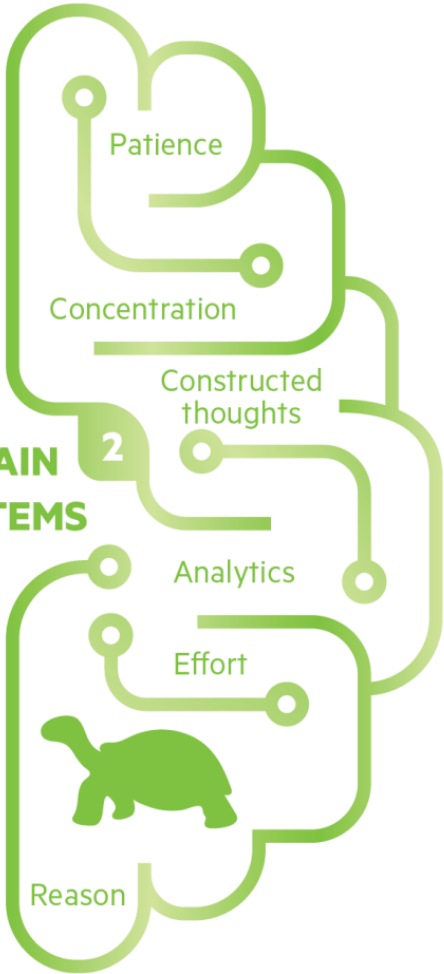 Patience
Concentration
Constructed
thoughts
2
AIN
TEMS
Analytics
Effort
Reason